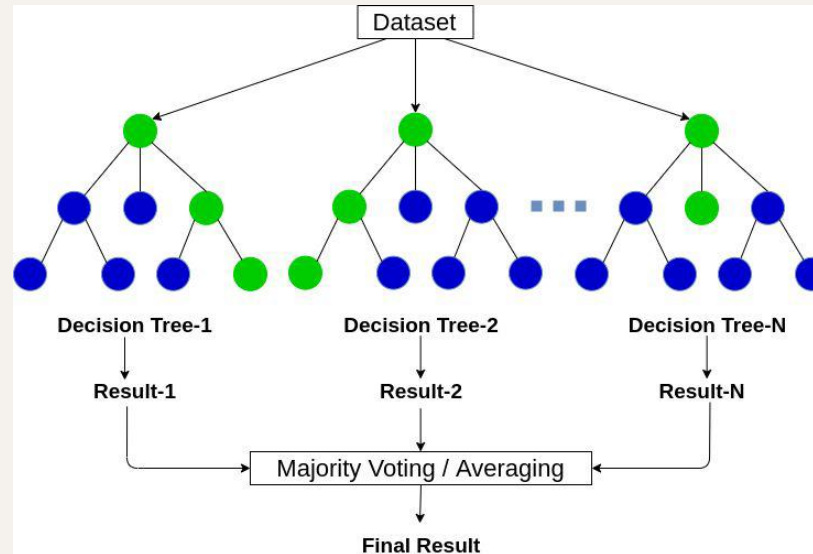 Dataset
Decision Tree-1
Decision Tree-2
Decision Tree-N
Result-1
Result-2
Result-N
Majority Voting / Averaging
Final Result